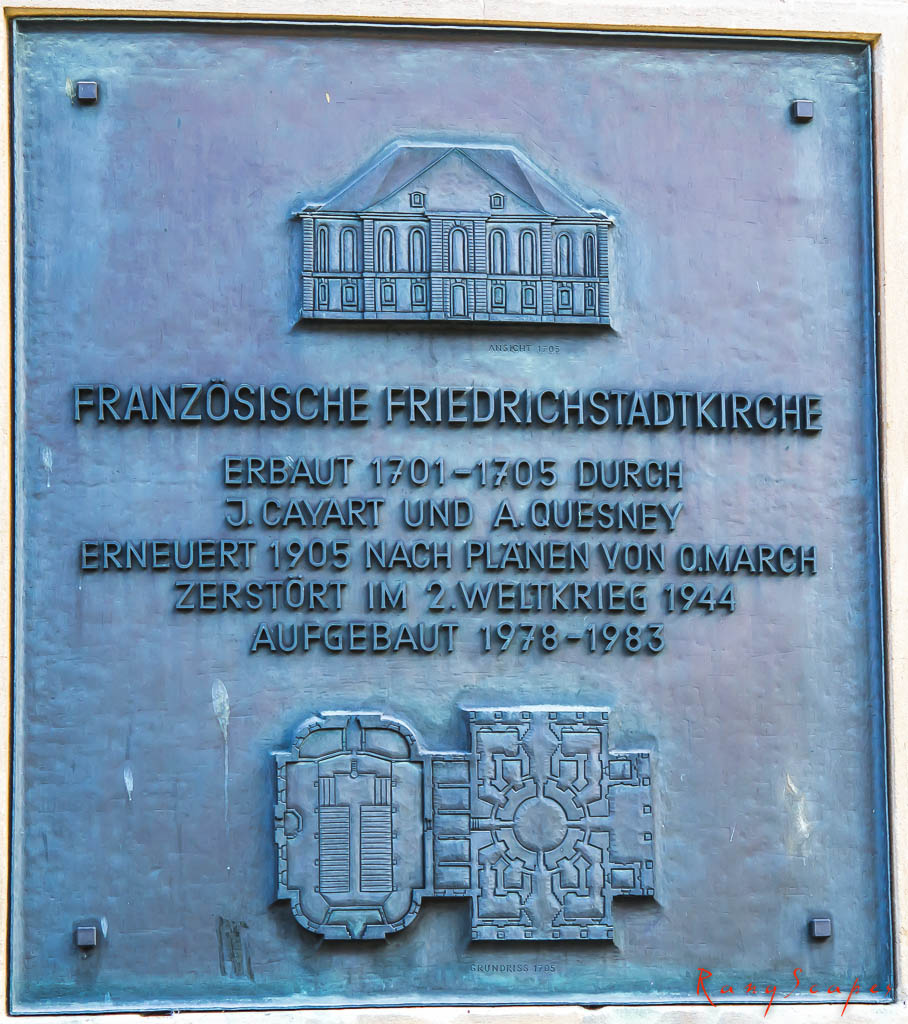 ANSICHT 1705
FRANZÖSISCHE FRIEDRICHSTADTKIRCHE
ERBAUT 1701-1705 DURCH
J. CAYART UND A. QUESNEY
ERNEUERT 1905 NACH PLÄNEN VON O. MARCH
ZERSTÖRT IM 2. WELTKRIEG 1944
AUFGEBAUT 1978-1983
GRUNDRISS 1785